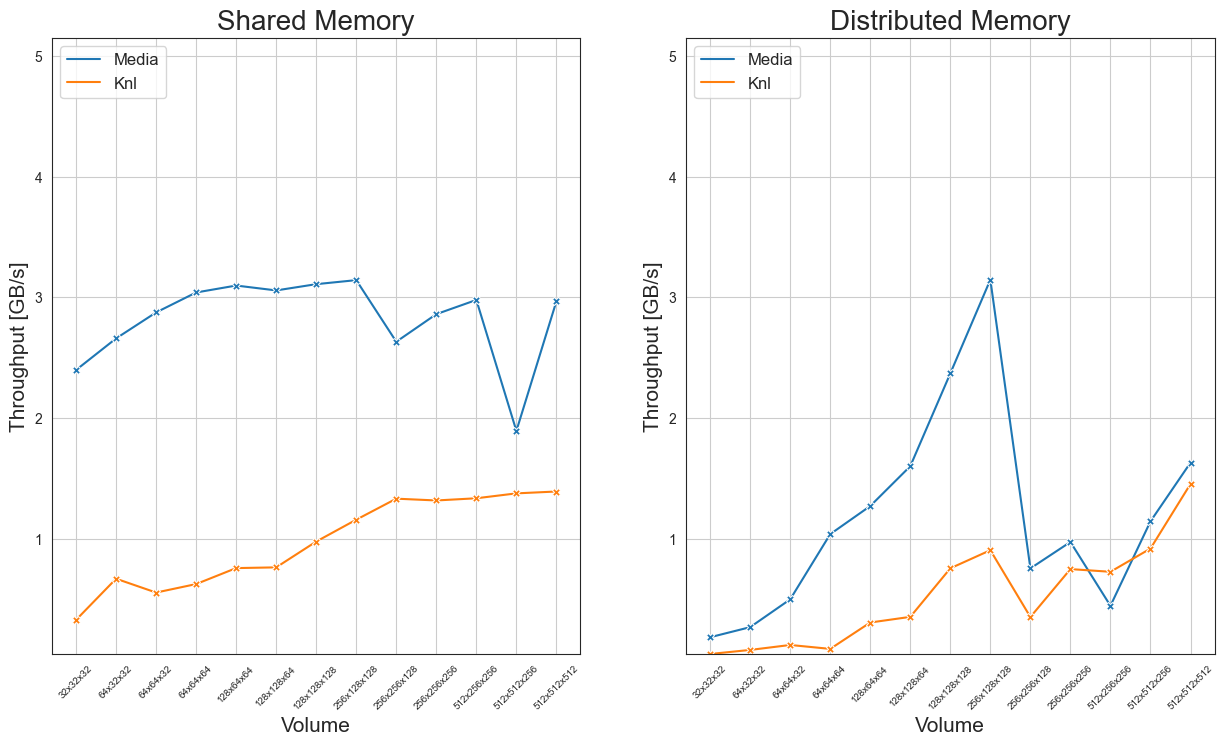 Shared Memory
Media
Knl
5
4
3
2
1
Throughput [GB/s]
32x32x32
64x32x32
64x64x32
64x64x64
128x64x64
128x128x64
128x128x128
256x128x128
256x256x128
256x256x256
512x256x256
512x512x256
512x512x512
Volume
Distributed Memory
Media
Knl
5
4
3
2
1
Throughput [GB/s]
32x32x32
64x32x32
64x64x32
64x64x64
128x64x64
128x128x64
128x128x128
256x128x128
256x256x128
256x256x256
512x256x256
512x512x256
512x512x512
Volume